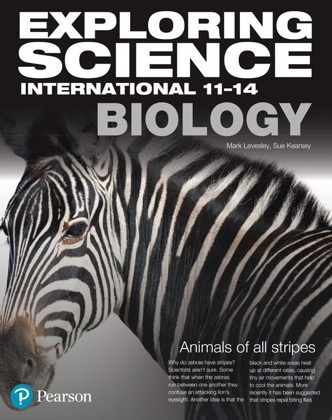 EXPLORING
SCIENCE
INTERNATIONAL 11–14
BIOLOGY
Mark Levesley, Sue Kearsey
Animals of all stripes
Why do zebras have stripes?
Scientists aren't sure. Some
think that when the zebras
run between one another they
confuse an attacking lion's
eyesight. Another idea is that the
black and white areas heat
up at different rates, causing
tiny air movements that help
to cool the animals. More
recently it has been suggested
that stripes repel biting flies
Pearson